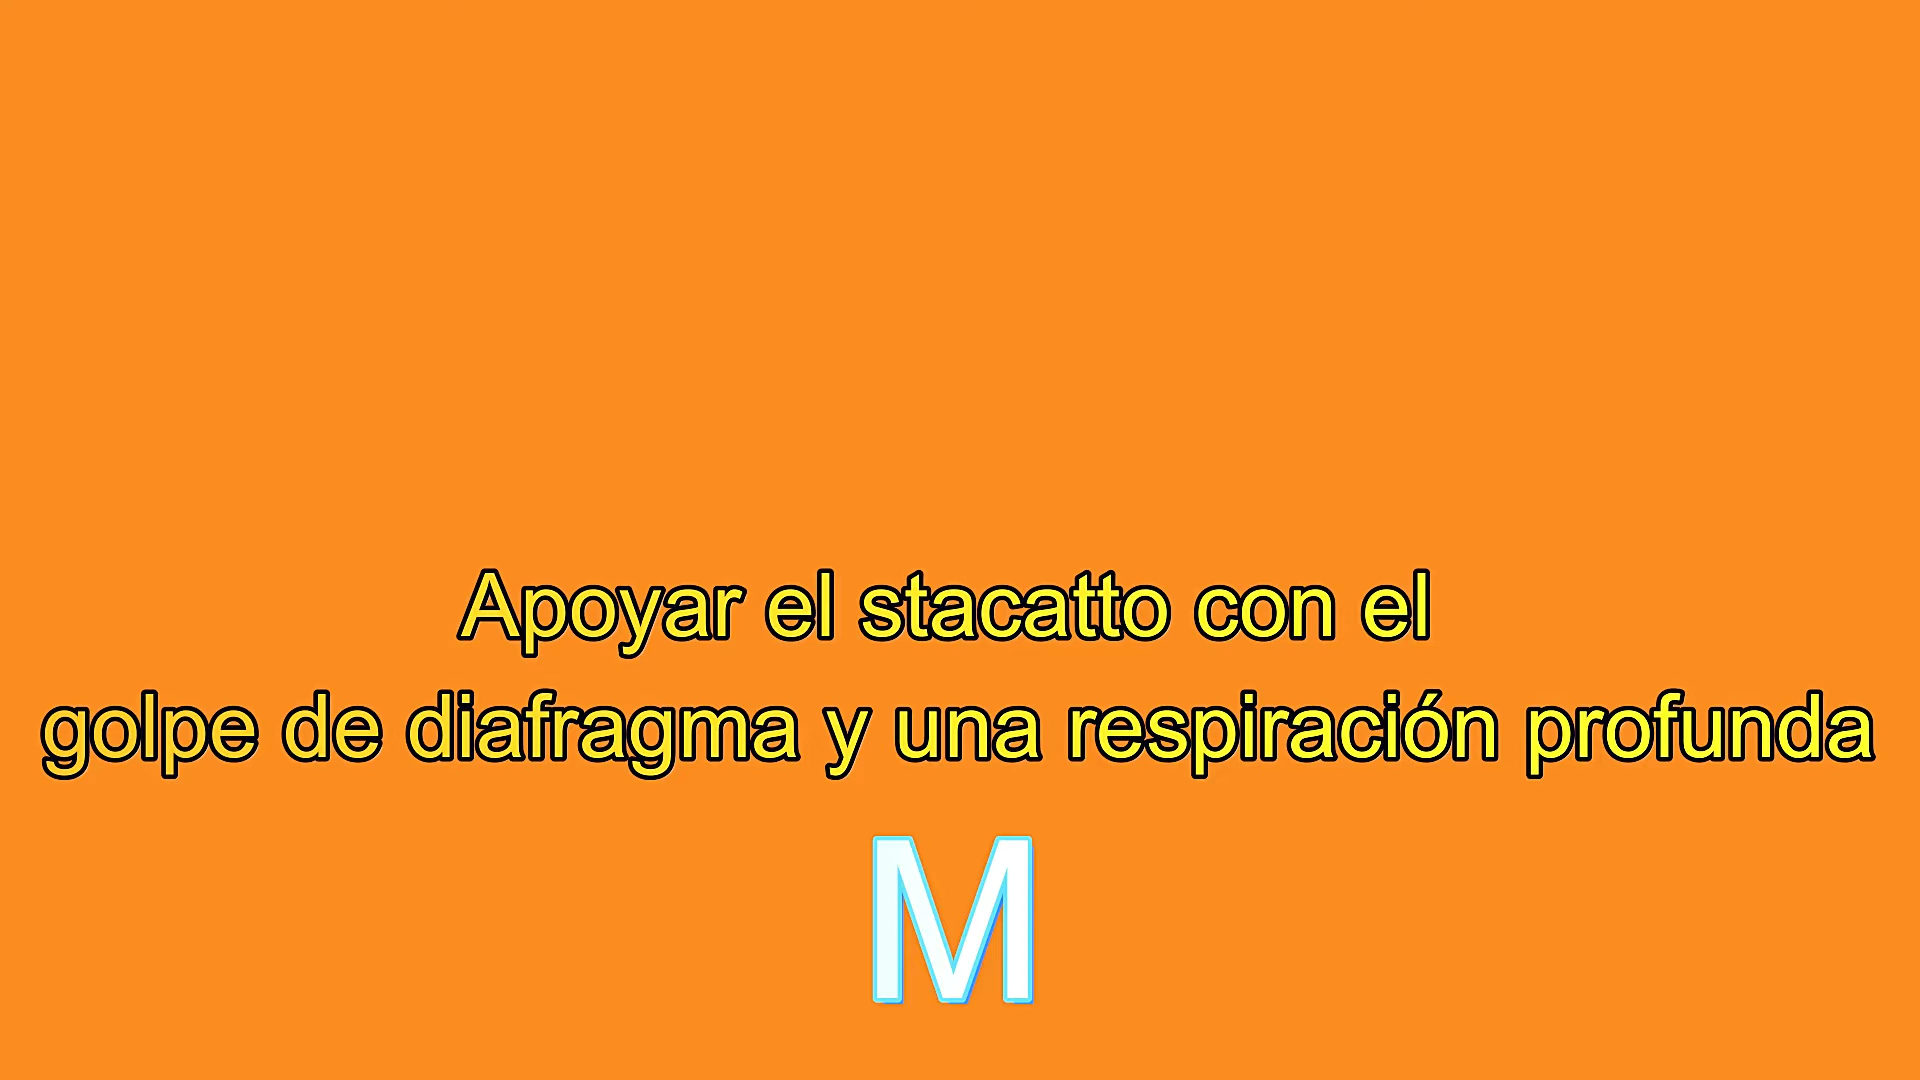 Apoyar el stacatto con el
golpe de diafragma y una respiración profunda
M